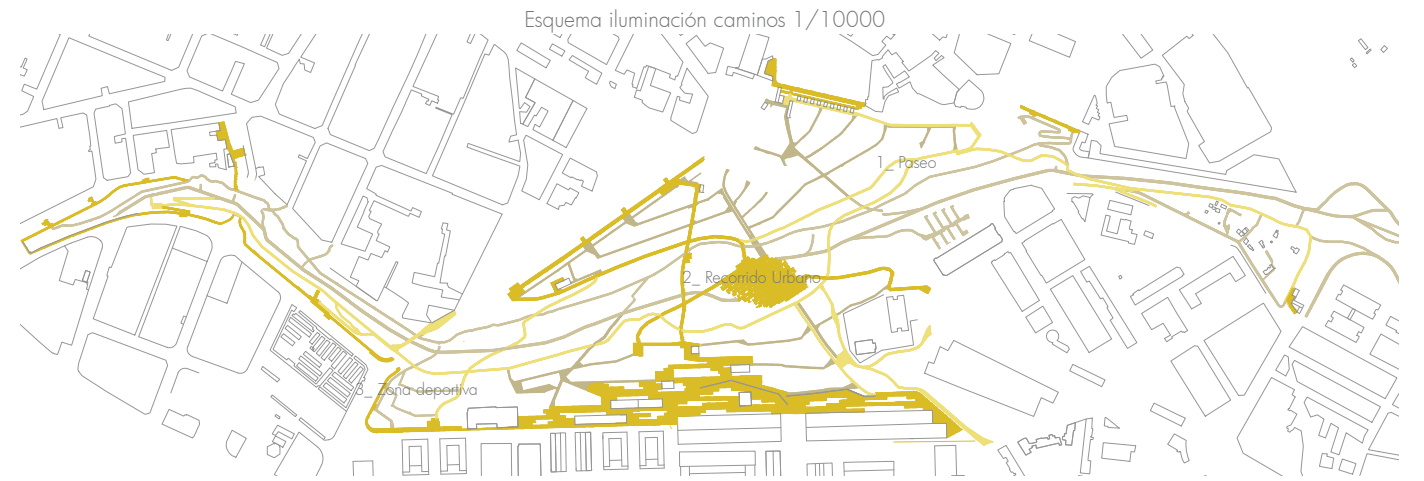 Esquema iluminación caminos 1/10000
1_ Paseo
2_ Recorrido Urbano
3_ Zona deportiva